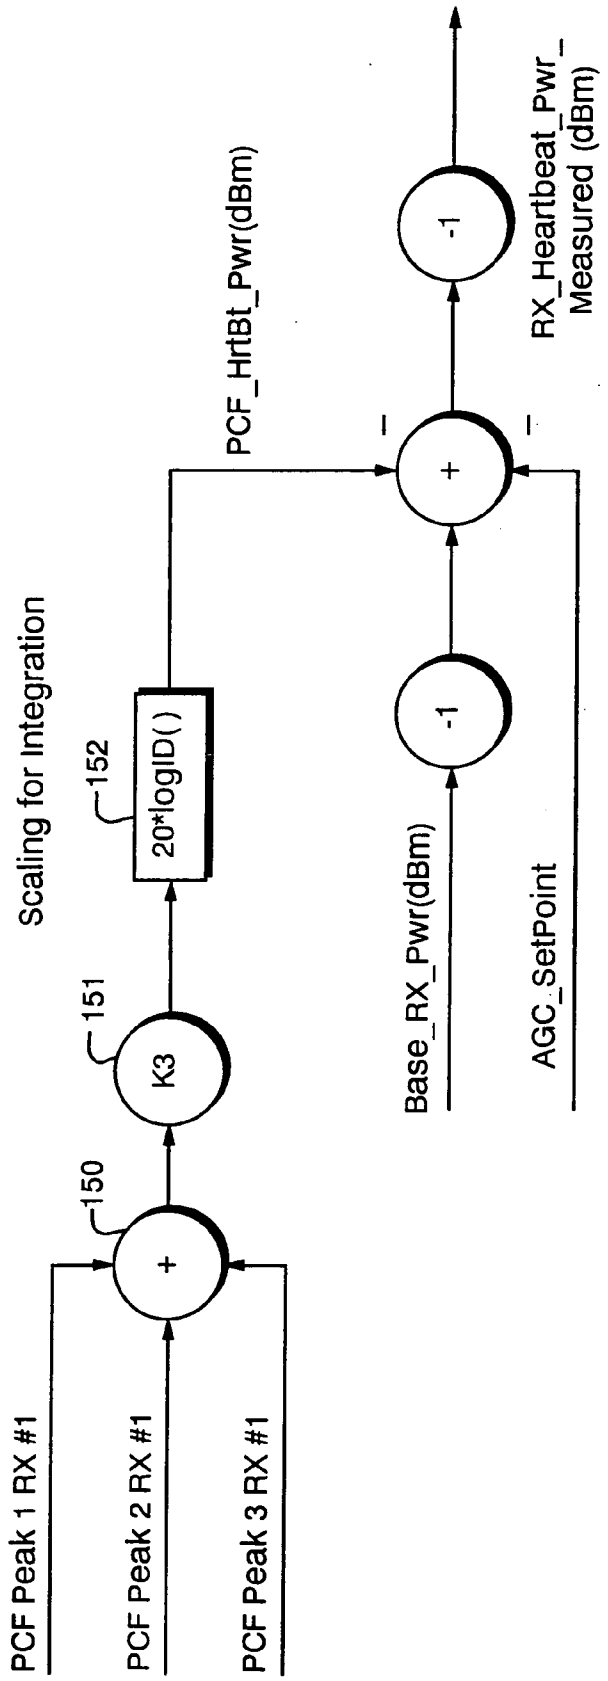 Scaling for Integration
PCF Peak 1 RX #1
PCF Peak 2 RX #1
PCF Peak 3 RX #1
150
+
151
K3
152
20*logID( )
PCF_HrtBt_Pwr(dBm)
Base_RX_Pwr(dBm)
-1
AGC_SetPoint
–
+
–
-1
RX_Heartbeat_Pwr_
Measured (dBm)